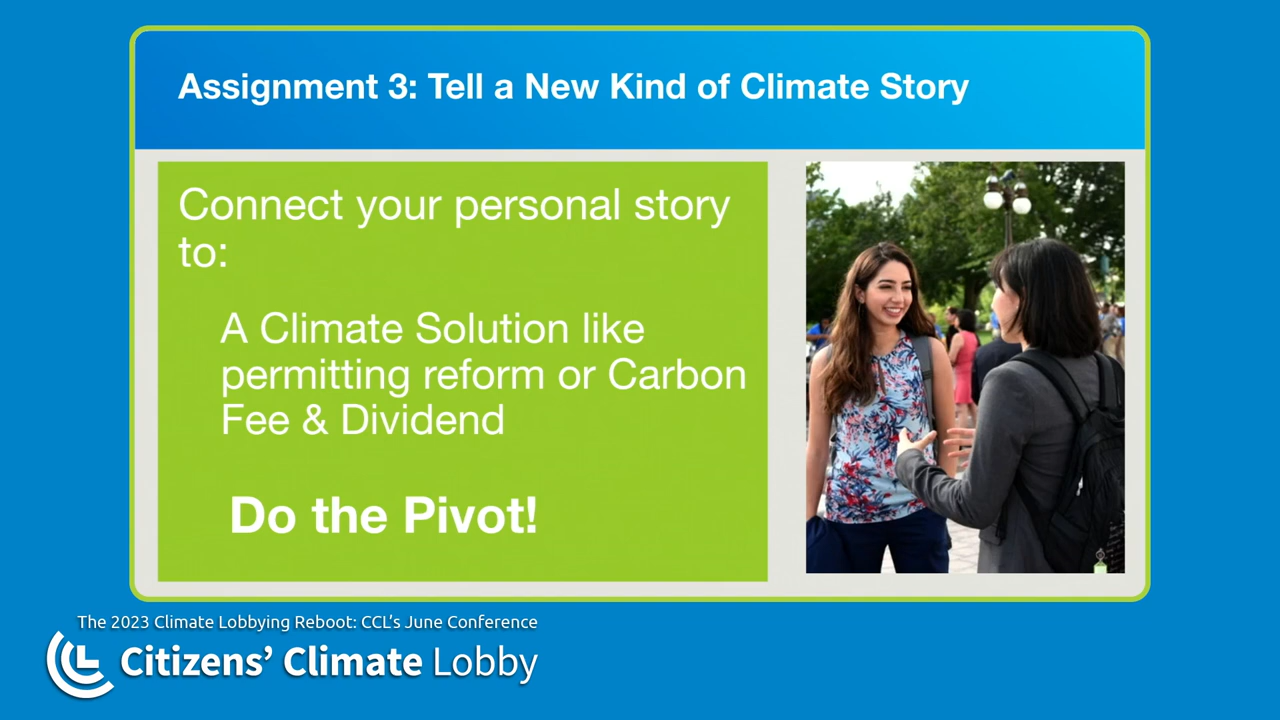 Assignment 3: Tell a New Kind of Climate Story
Connect your personal story
to:
A Climate Solution like
permitting reform or Carbon
Fee & Dividend
Do the Pivot!
The 2023 Climate Lobbying Reboot: CCL's June Conference
Citizens' Climate Lobby